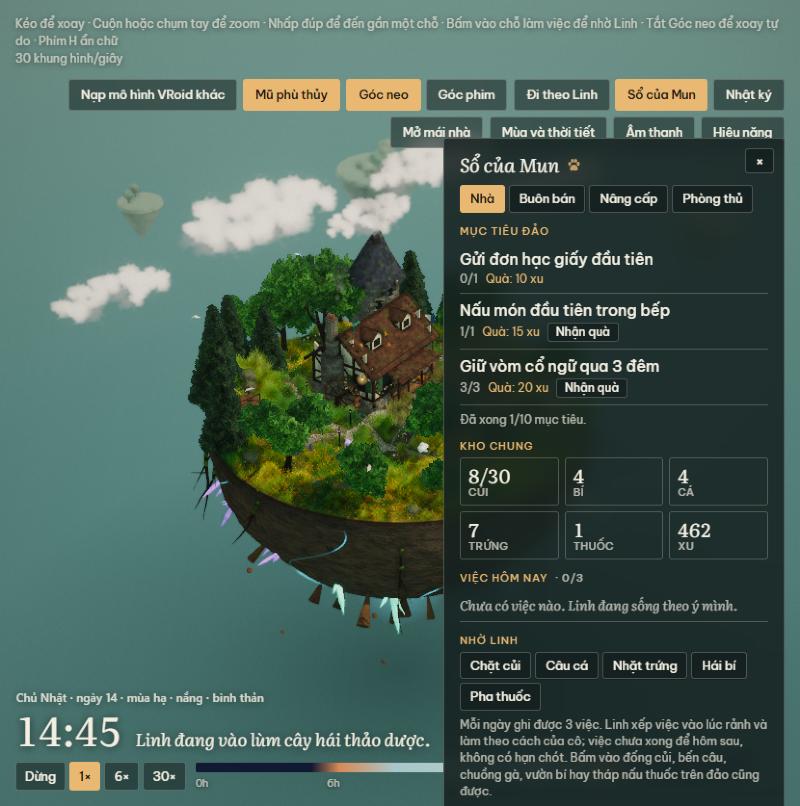 Kéo để xoay · Cuộn hoặc chụm tay để zoom · Nhấp đúp để đến gần một chỗ · Bấm vào chỗ làm việc để nhờ Linh · Tắt Góc neo để xoay tự
do · Phím H ẩn chữ
30 khung hình/giây
Nạp mô hình VRoid khác Mũ phù thủy Góc neo Góc phim Đi theo Linh Sổ của Mun Nhật ký
Mở mái nhà Mùa và thời tiết Âm thanh Hiệu năng
Sổ của Mun ×
Nhà Buôn bán Nâng cấp Phòng thủ
MỤC TIÊU ĐẢO
Gửi đơn hạc giấy đầu tiên
0/1 Quà: 10 xu
Nấu món đầu tiên trong bếp
1/1 Quà: 15 xu Nhận quà
Giữ vòm cổ ngữ qua 3 đêm
3/3 Quà: 20 xu Nhận quà
Đã xong 1/10 mục tiêu.
KHO CHUNG
8/30 4 4
CỦI BÍ CÁ
7 1 462
TRỨNG THUỐC XU
VIỆC HÔM NAY · 0/3
Chưa có việc nào. Linh đang sống theo ý mình.
NHỜ LINH
Chặt củi Câu cá Nhặt trứng Hái bí
Pha thuốc
Mỗi ngày ghi được 3 việc. Linh xếp việc vào lúc rảnh và
làm theo cách của cô; việc chưa xong để hôm sau,
không có hạn chót. Bấm vào đống củi, bến câu,
chuồng gà, vườn bí hay tháp nấu thuốc trên đảo cũng
được.
Chủ Nhật · ngày 14 · mùa hạ · nắng · bình thản
14:45 Linh đang vào lùm cây hái thảo dược.
Dừng 1× 6× 30×
0h 6h